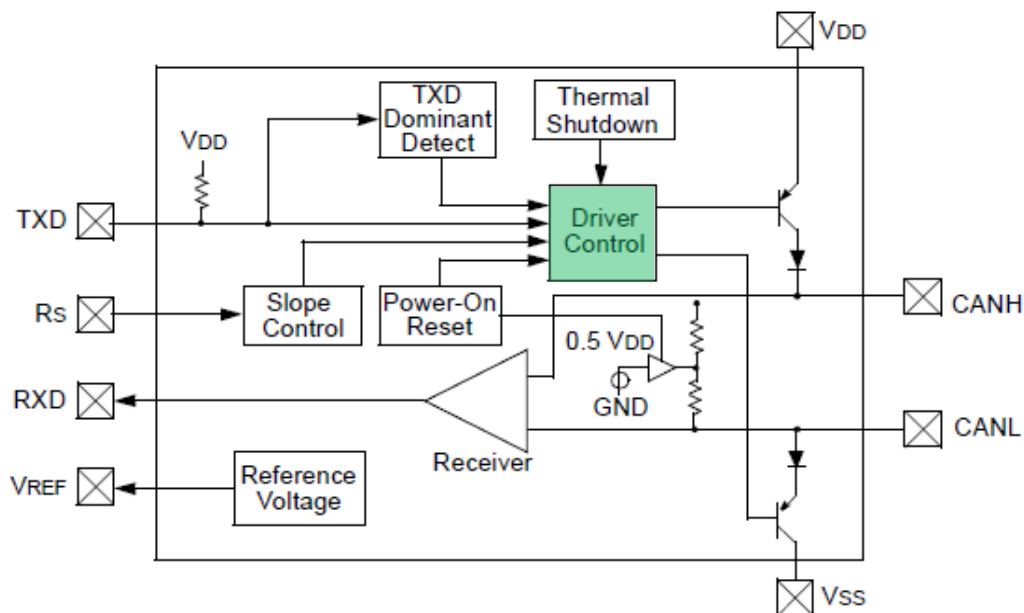 VDD
TXD
Dominant
Detect
Thermal
Shutdown
VDD
TXD
Driver
Control
RS
Slope
Control
Power-On
Reset
CANH
0.5 VDD
RXD
GND
CANL
Receiver
VREF
Reference
Voltage
VSS